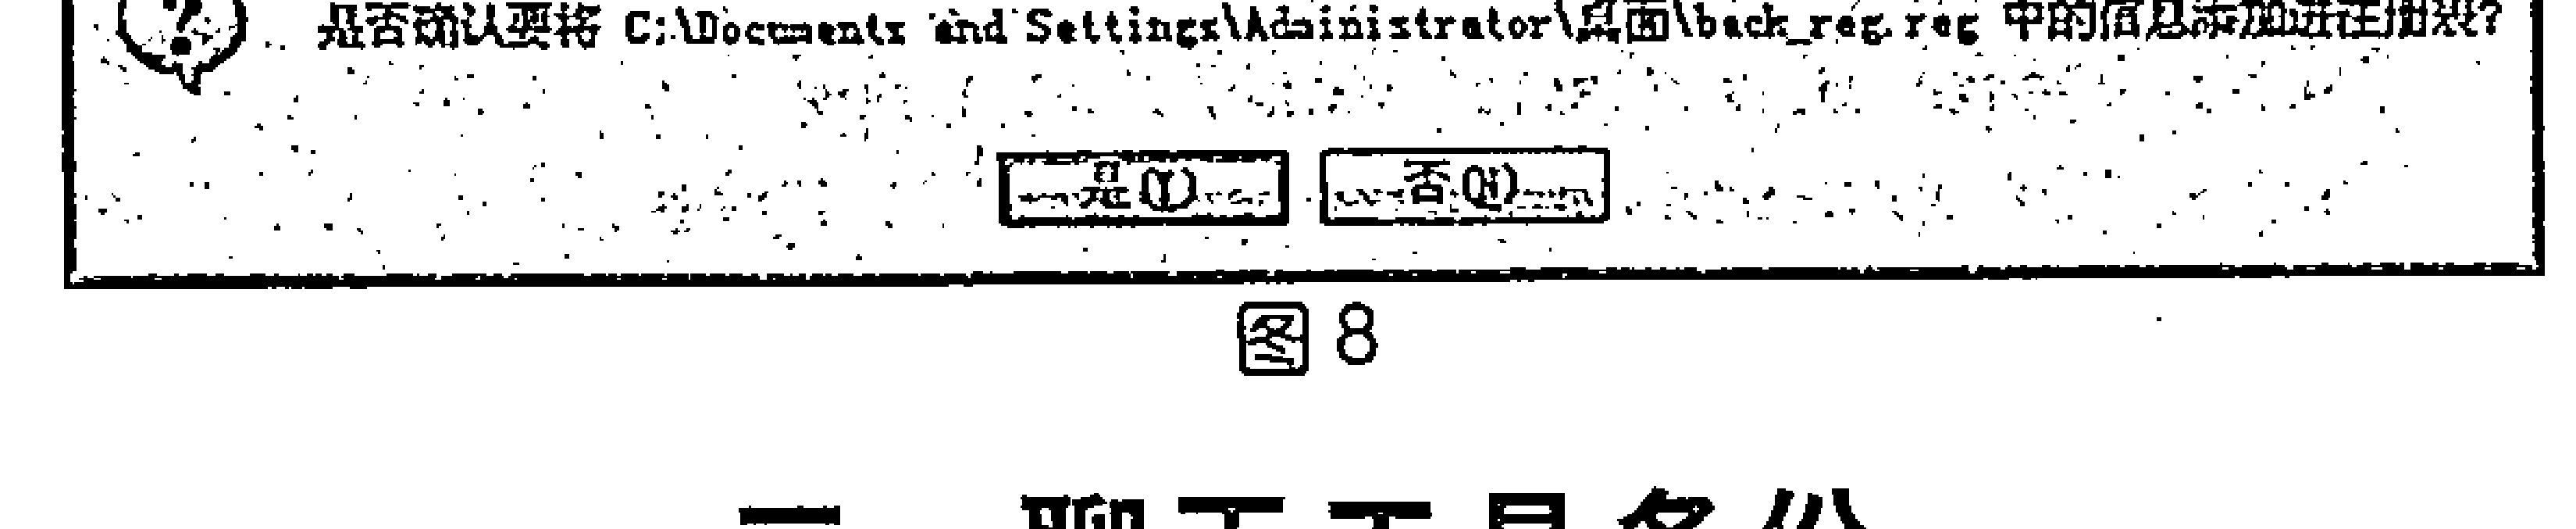 是否确认要将 C:\Documents and Settings\Administrator\桌面\back_reg.reg 中的信息添加进注册表?
是(Y) 否(N)
图 8